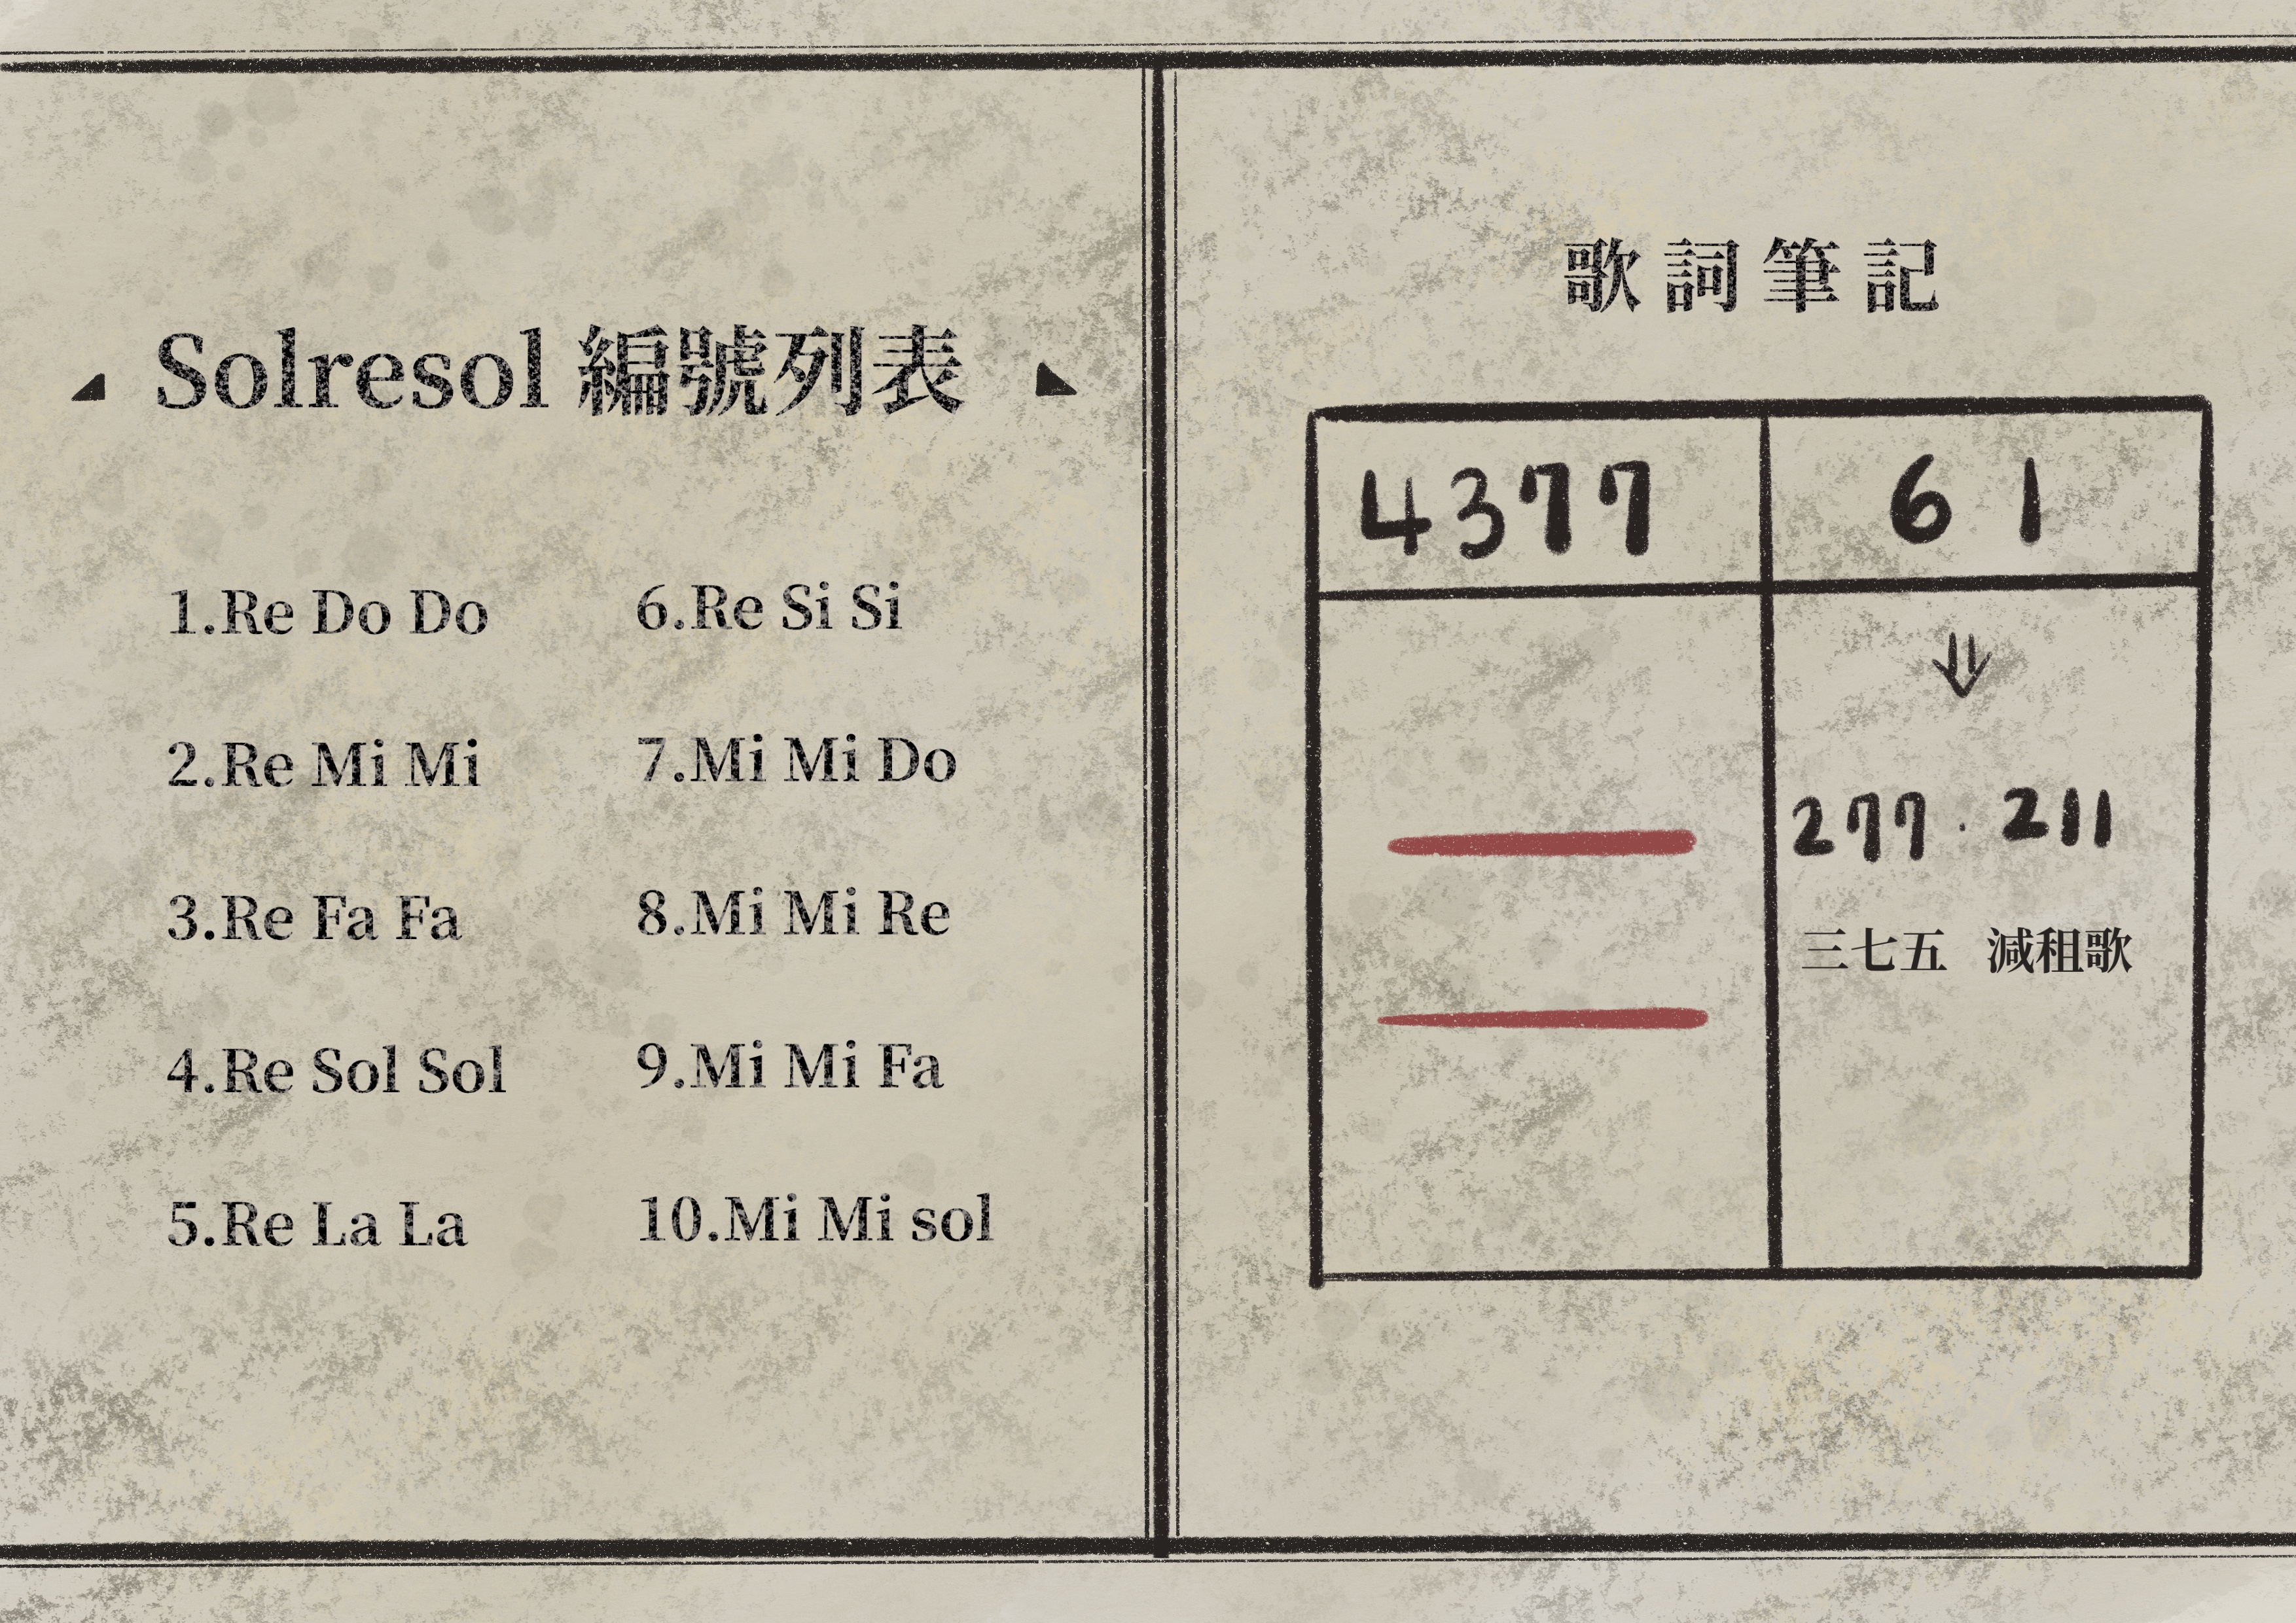 Solresol 編號列表
1.Re Do Do
2.Re Mi Mi
3.Re Fa Fa
4.Re Sol Sol
5.Re La La
6.Re Si Si
7.Mi Mi Do
8.Mi Mi Re
9.Mi Mi Fa
10.Mi Mi sol
歌詞筆記
4377
61
277 · 211
三七五 減租歌